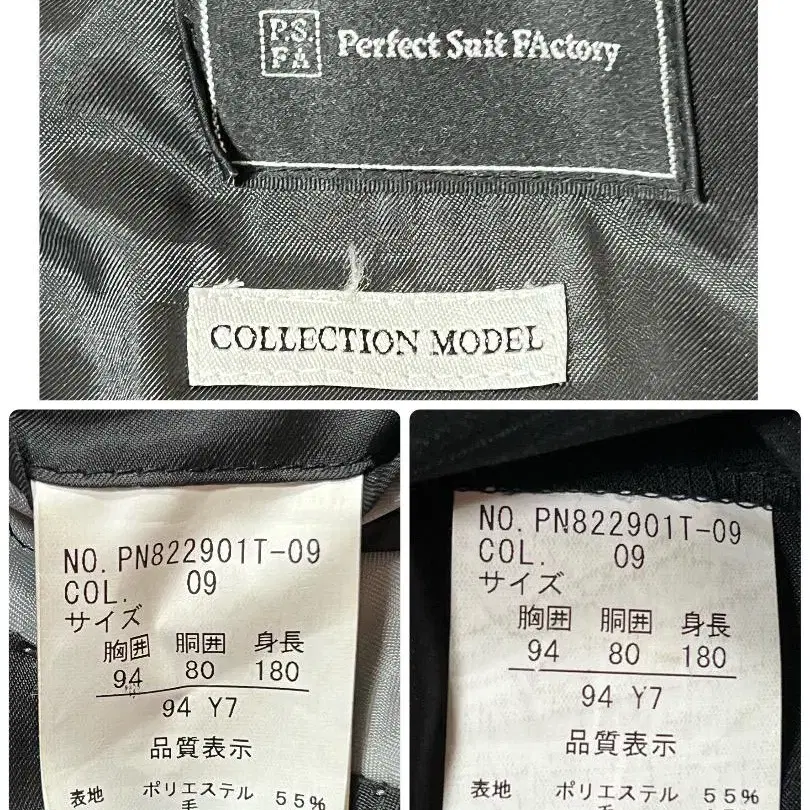 P.S.
FA
Perfect Suit FActory
COLLECTION MODEL
NO. PN822901T-09
COL. 09
サイズ
胸囲 胴囲 身長
94 80 180
94 Y7
品質表示
表地 ポリエステル 55%
毛
NO. PN822901T-09
COL. 09
サイズ
胸囲 胴囲 身長
94 80 180
94 Y7
品質表示
表地 ポリエステル 55%
毛